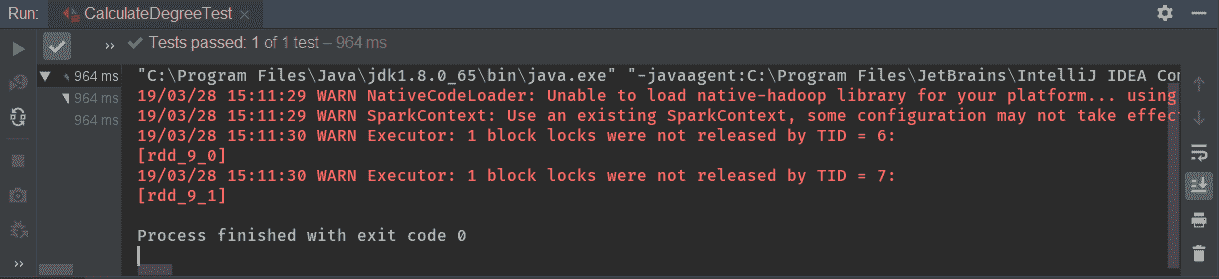 Run: CalculateDegreeTest ×
» Tests passed: 1 of 1 test – 964 ms
964 ms "C:\Program Files\Java\jdk1.8.0_65\bin\java.exe" "-javaagent:C:\Program Files\JetBrains\IntelliJ IDEA Com
964 ms 19/03/28 15:11:29 WARN NativeCodeLoader: Unable to load native-hadoop library for your platform... using
964 ms 19/03/28 15:11:29 WARN SparkContext: Use an existing SparkContext, some configuration may not take effec
19/03/28 15:11:30 WARN Executor: 1 block locks were not released by TID = 6:
[rdd_9_0]
19/03/28 15:11:30 WARN Executor: 1 block locks were not released by TID = 7:
[rdd_9_1]
Process finished with exit code 0
»